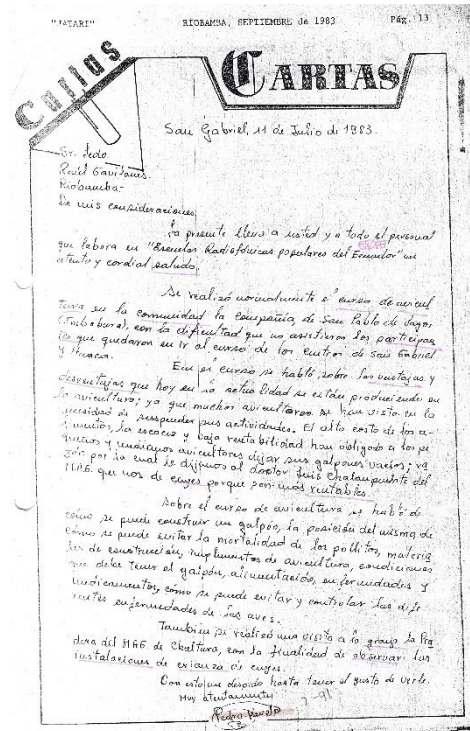 "JATARI"
RIOBAMBA, SEPTIEMBRE de 1983
Pág. 13
Cartas
CARTAS
San Gabriel, 11 de Julio de 1983.
Sr. Lcdo
Raúl Gavilanes.
Riobamba-
De mis consideraciones
La presente lleva a usted y a todo el personal
que labora en "Escuelas Radiofónicas populares del Ecuador" un
atento y cordial saludo.
Se realizó normalmente el curso de avicul
tura en la comunidad la compañía de San Pablo de Lago
(Imbabura), con la dificultad que no asistieron los participan
tes que quedaron en ir al curso de los centros de San Gabriel
y Huaca.
En el curso se habló, sobre las ventajas y
desventajas que hoy en la actualidad se están produciendo en
la avicultura; ya que muchos avicultores se han visto en la
necesidad de suspender sus actividades. El alto costo de los a-
limentos, la escasez y baja rentabilidad han obligado a los pe
queños y medianos avicultores dejar sus galpones vacíos; ra
zón por la cual le dijimos al doctor Luis Chalampuente del
MAG. que nos de cuyes porque son más rentables.
Sobre el curso de avicultura se habló de
cómo se puede construir un galpón, la posición del mismo, de
cómo se puede evitar la mortalidad de los pollitos, materia
les de construcción, implementos de avicultura, condiciones
que debe tener el galpón, alimentación, enfermedades y
medicamentos, cómo se puede evitar y controlar las dife
rentes enfermedades de las aves.
También se realizó una visita a la granja la Pra
dera del MAG de Chaltura, con la finalidad de observar las
instalaciones de crianza de cuyes.
Con esto me despido hasta tener el gusto de verle.
Muy atentamente
Pedro